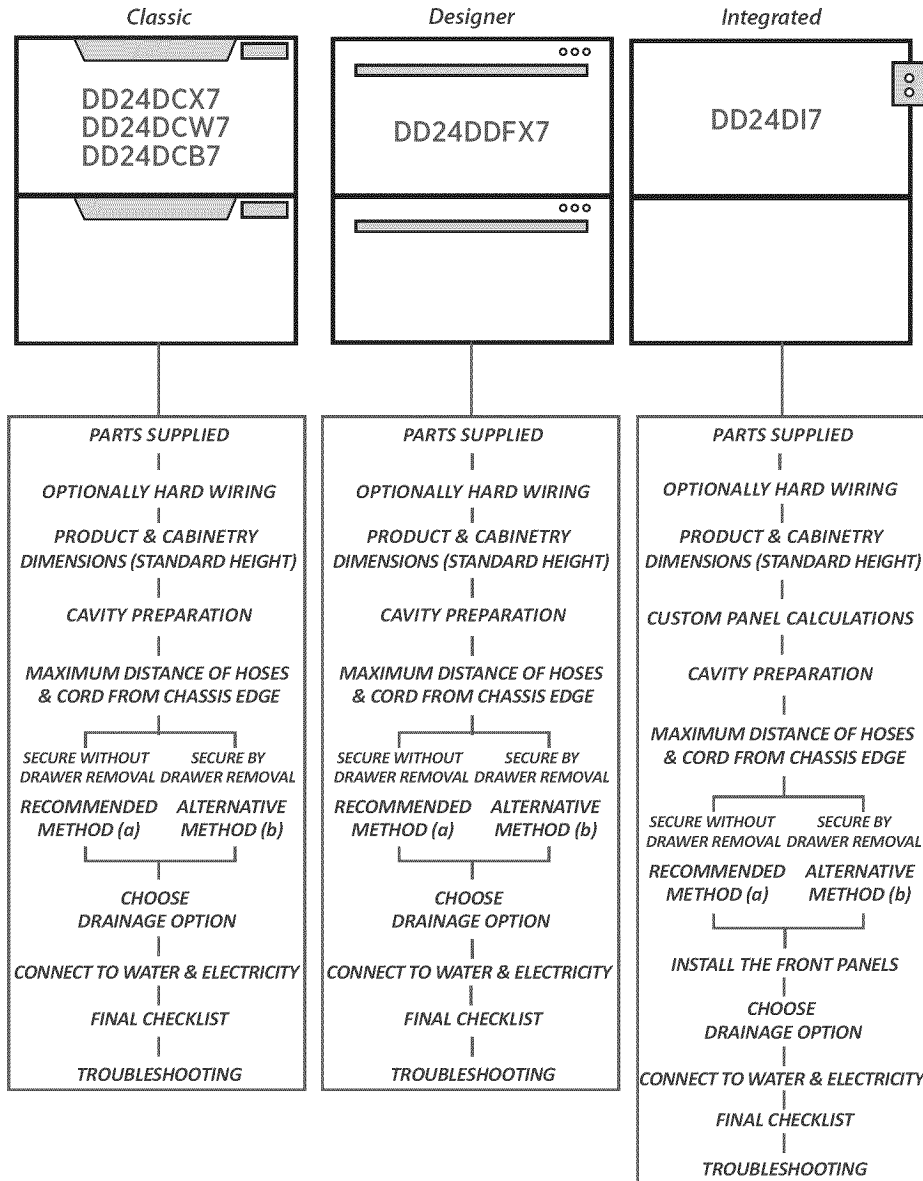 Classic
DD24DCX7
DD24DCW7
DD24DCB7
PARTS SUPPLIED
OPTIONALLY HARD WIRING
PRODUCT & CABINETRY
DIMENSIONS (STANDARD HEIGHT)
CAVITY PREPARATION
MAXIMUM DISTANCE OF HOSES
& CORD FROM CHASSIS EDGE
SECURE WITHOUT
DRAWER REMOVAL
RECOMMENDED
METHOD (a)
SECURE BY
DRAWER REMOVAL
ALTERNATIVE
METHOD (b)
CHOOSE
DRAINAGE OPTION
CONNECT TO WATER & ELECTRICITY
FINAL CHECKLIST
TROUBLESHOOTING
Designer
DD24DDFX7
PARTS SUPPLIED
OPTIONALLY HARD WIRING
PRODUCT & CABINETRY
DIMENSIONS (STANDARD HEIGHT)
CAVITY PREPARATION
MAXIMUM DISTANCE OF HOSES
& CORD FROM CHASSIS EDGE
SECURE WITHOUT
DRAWER REMOVAL
RECOMMENDED
METHOD (a)
SECURE BY
DRAWER REMOVAL
ALTERNATIVE
METHOD (b)
CHOOSE
DRAINAGE OPTION
CONNECT TO WATER & ELECTRICITY
FINAL CHECKLIST
TROUBLESHOOTING
Integrated
DD24DI7
PARTS SUPPLIED
OPTIONALLY HARD WIRING
PRODUCT & CABINETRY
DIMENSIONS (STANDARD HEIGHT)
CUSTOM PANEL CALCULATIONS
CAVITY PREPARATION
MAXIMUM DISTANCE OF HOSES
& CORD FROM CHASSIS EDGE
SECURE WITHOUT
DRAWER REMOVAL
RECOMMENDED
METHOD (a)
SECURE BY
DRAWER REMOVAL
ALTERNATIVE
METHOD (b)
INSTALL THE FRONT PANELS
CHOOSE
DRAINAGE OPTION
CONNECT TO WATER & ELECTRICITY
FINAL CHECKLIST
TROUBLESHOOTING